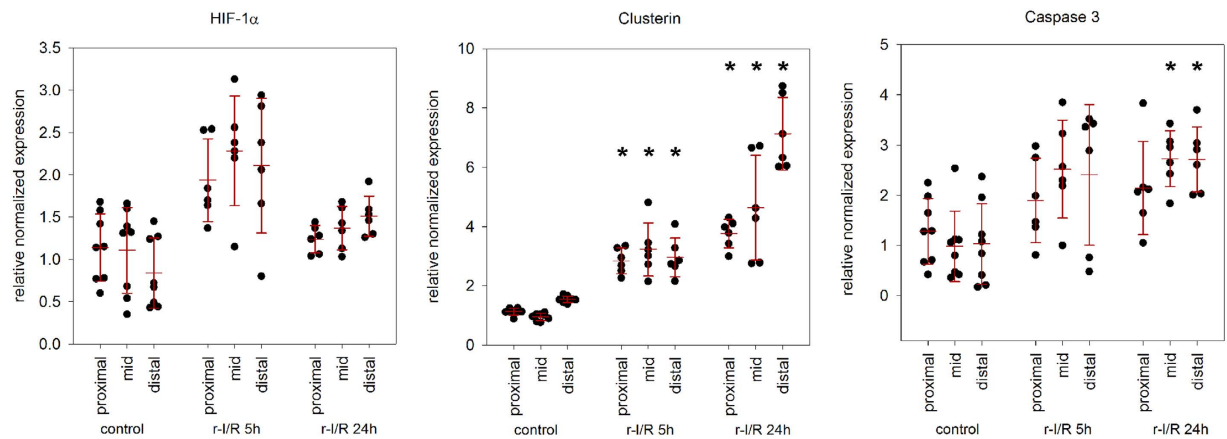 HIF-1α
relative normalized expression
3.5
3.0
2.5
2.0
1.5
1.0
0.5
0.0
proximal
mid
distal
proximal
mid
distal
proximal
mid
distal
control
r-I/R 5h
r-I/R 24h
Clusterin
relative normalized expression
10
8
6
4
2
0
* * *
* * *
proximal
mid
distal
proximal
mid
distal
proximal
mid
distal
control
r-I/R 5h
r-I/R 24h
Caspase 3
relative normalized expression
5
4
3
2
1
0
* *
proximal
mid
distal
proximal
mid
distal
proximal
mid
distal
control
r-I/R 5h
r-I/R 24h